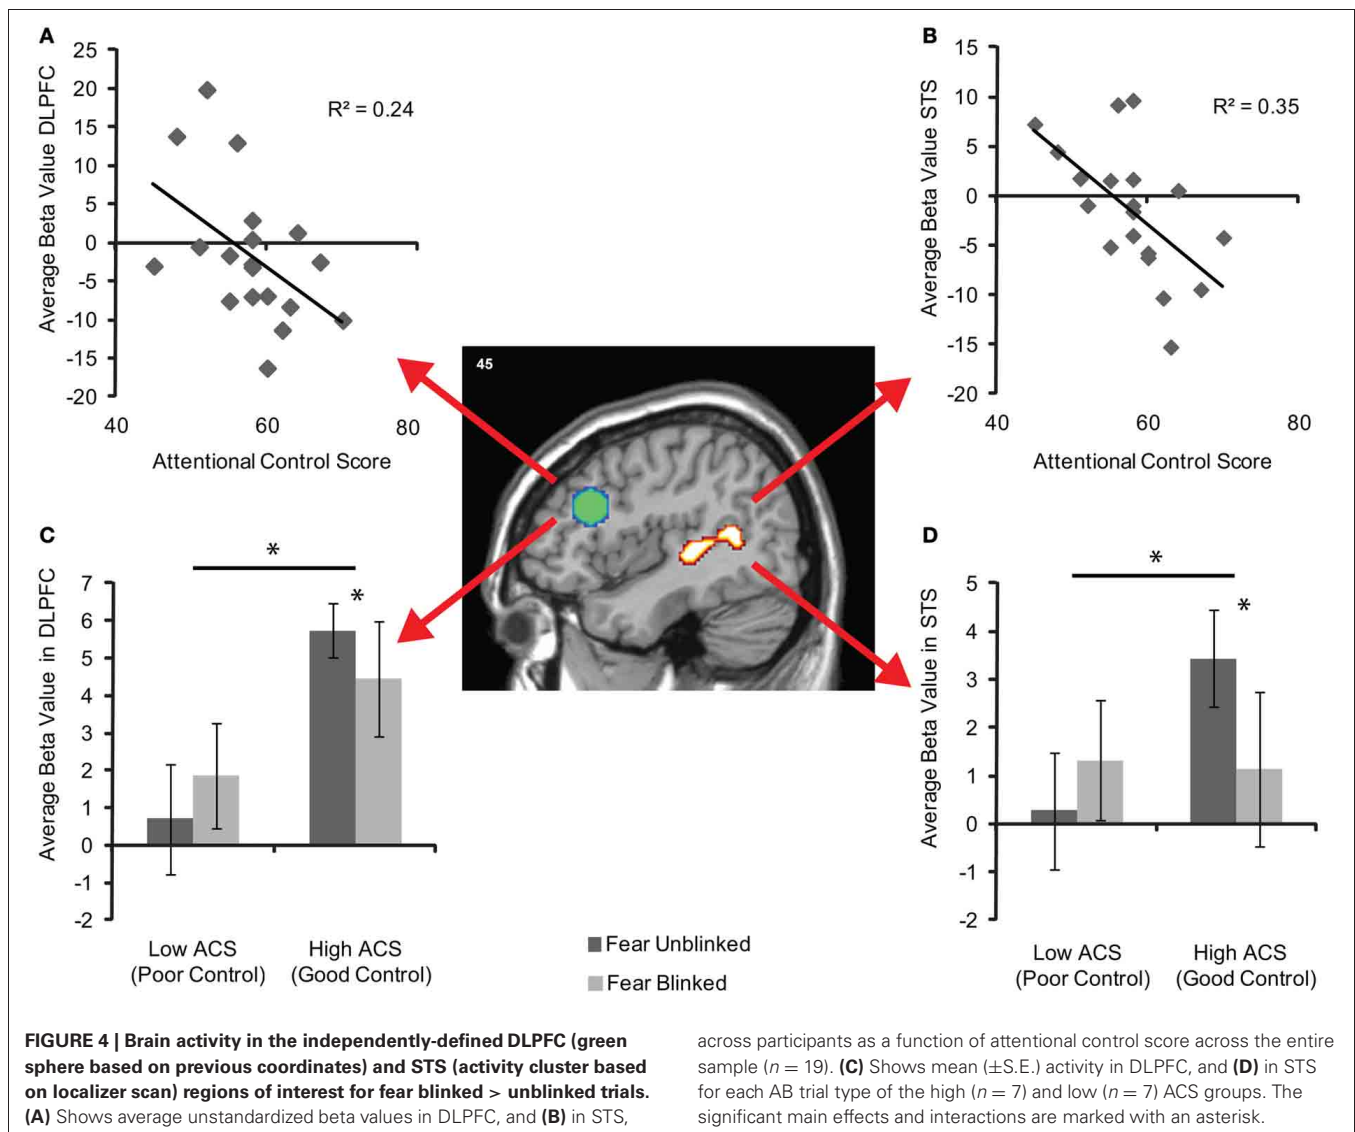 A
25
20
15
10
5
0
-5
-10
-15
-20
40
60
80
Average Beta Value DLPFC
R² = 0.24
Attentional Control Score
B
15
10
5
0
-5
-10
-15
-20
40
60
80
Average Beta Value STS
R² = 0.35
Attentional Control Score
45
C
*
*
7
6
5
4
3
2
1
0
-1
-2
Average Beta Value in DLPFC
Low ACS
(Poor Control)
High ACS
(Good Control)
Fear Unblinked
Fear Blinked
D
*
*
5
4
3
2
1
0
-1
-2
Average Beta Value in STS
Low ACS
(Poor Control)
High ACS
(Good Control)
FIGURE 4 | Brain activity in the independently-defined DLPFC (green
sphere based on previous coordinates) and STS (activity cluster based
on localizer scan) regions of interest for fear blinked > unblinked trials.
(A) Shows average unstandardized beta values in DLPFC, and (B) in STS,
across participants as a function of attentional control score across the entire
sample (n = 19). (C) Shows mean (±S.E.) activity in DLPFC, and (D) in STS
for each AB trial type of the high (n = 7) and low (n = 7) ACS groups. The
significant main effects and interactions are marked with an asterisk.